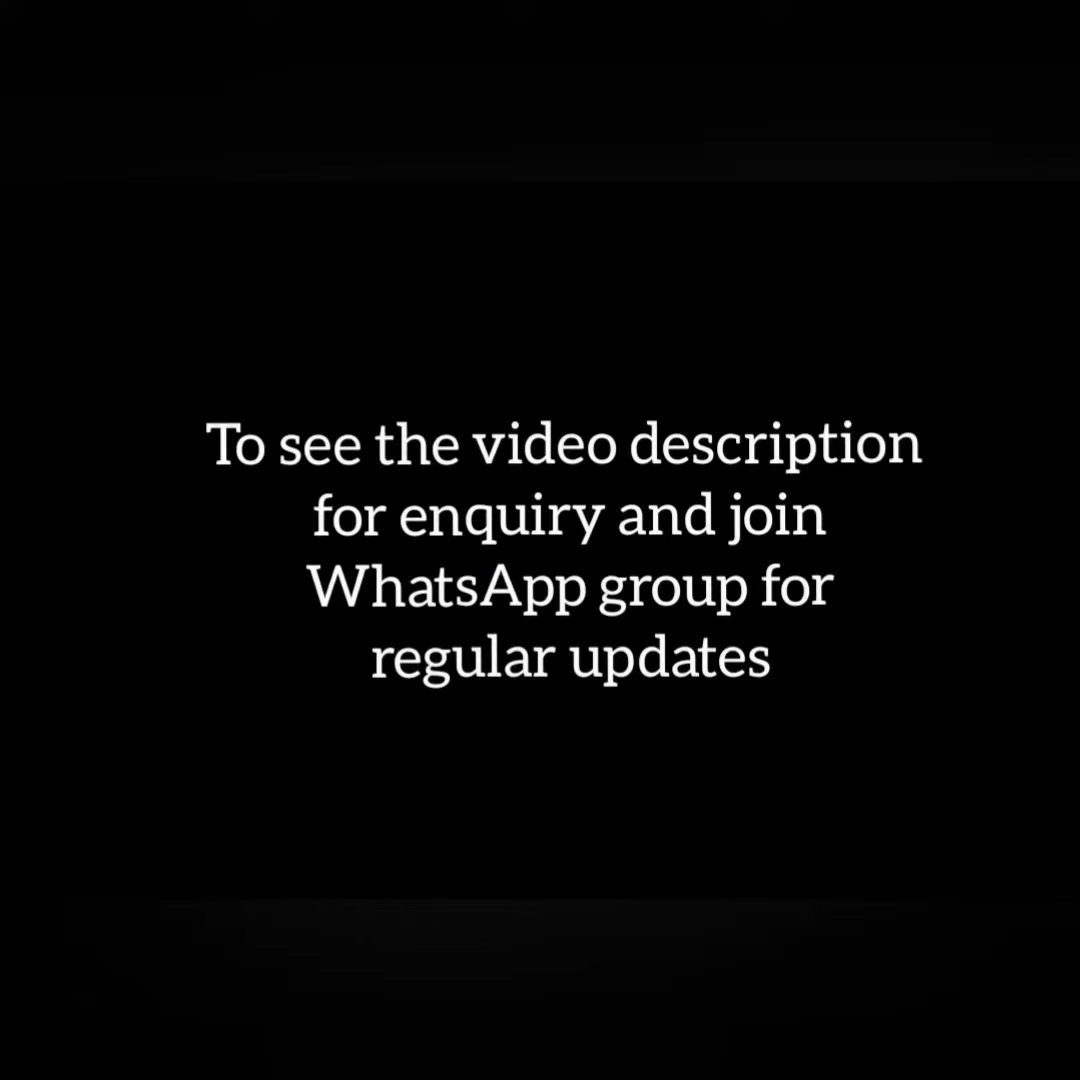 To see the video description
for enquiry and join
WhatsApp group for
regular updates